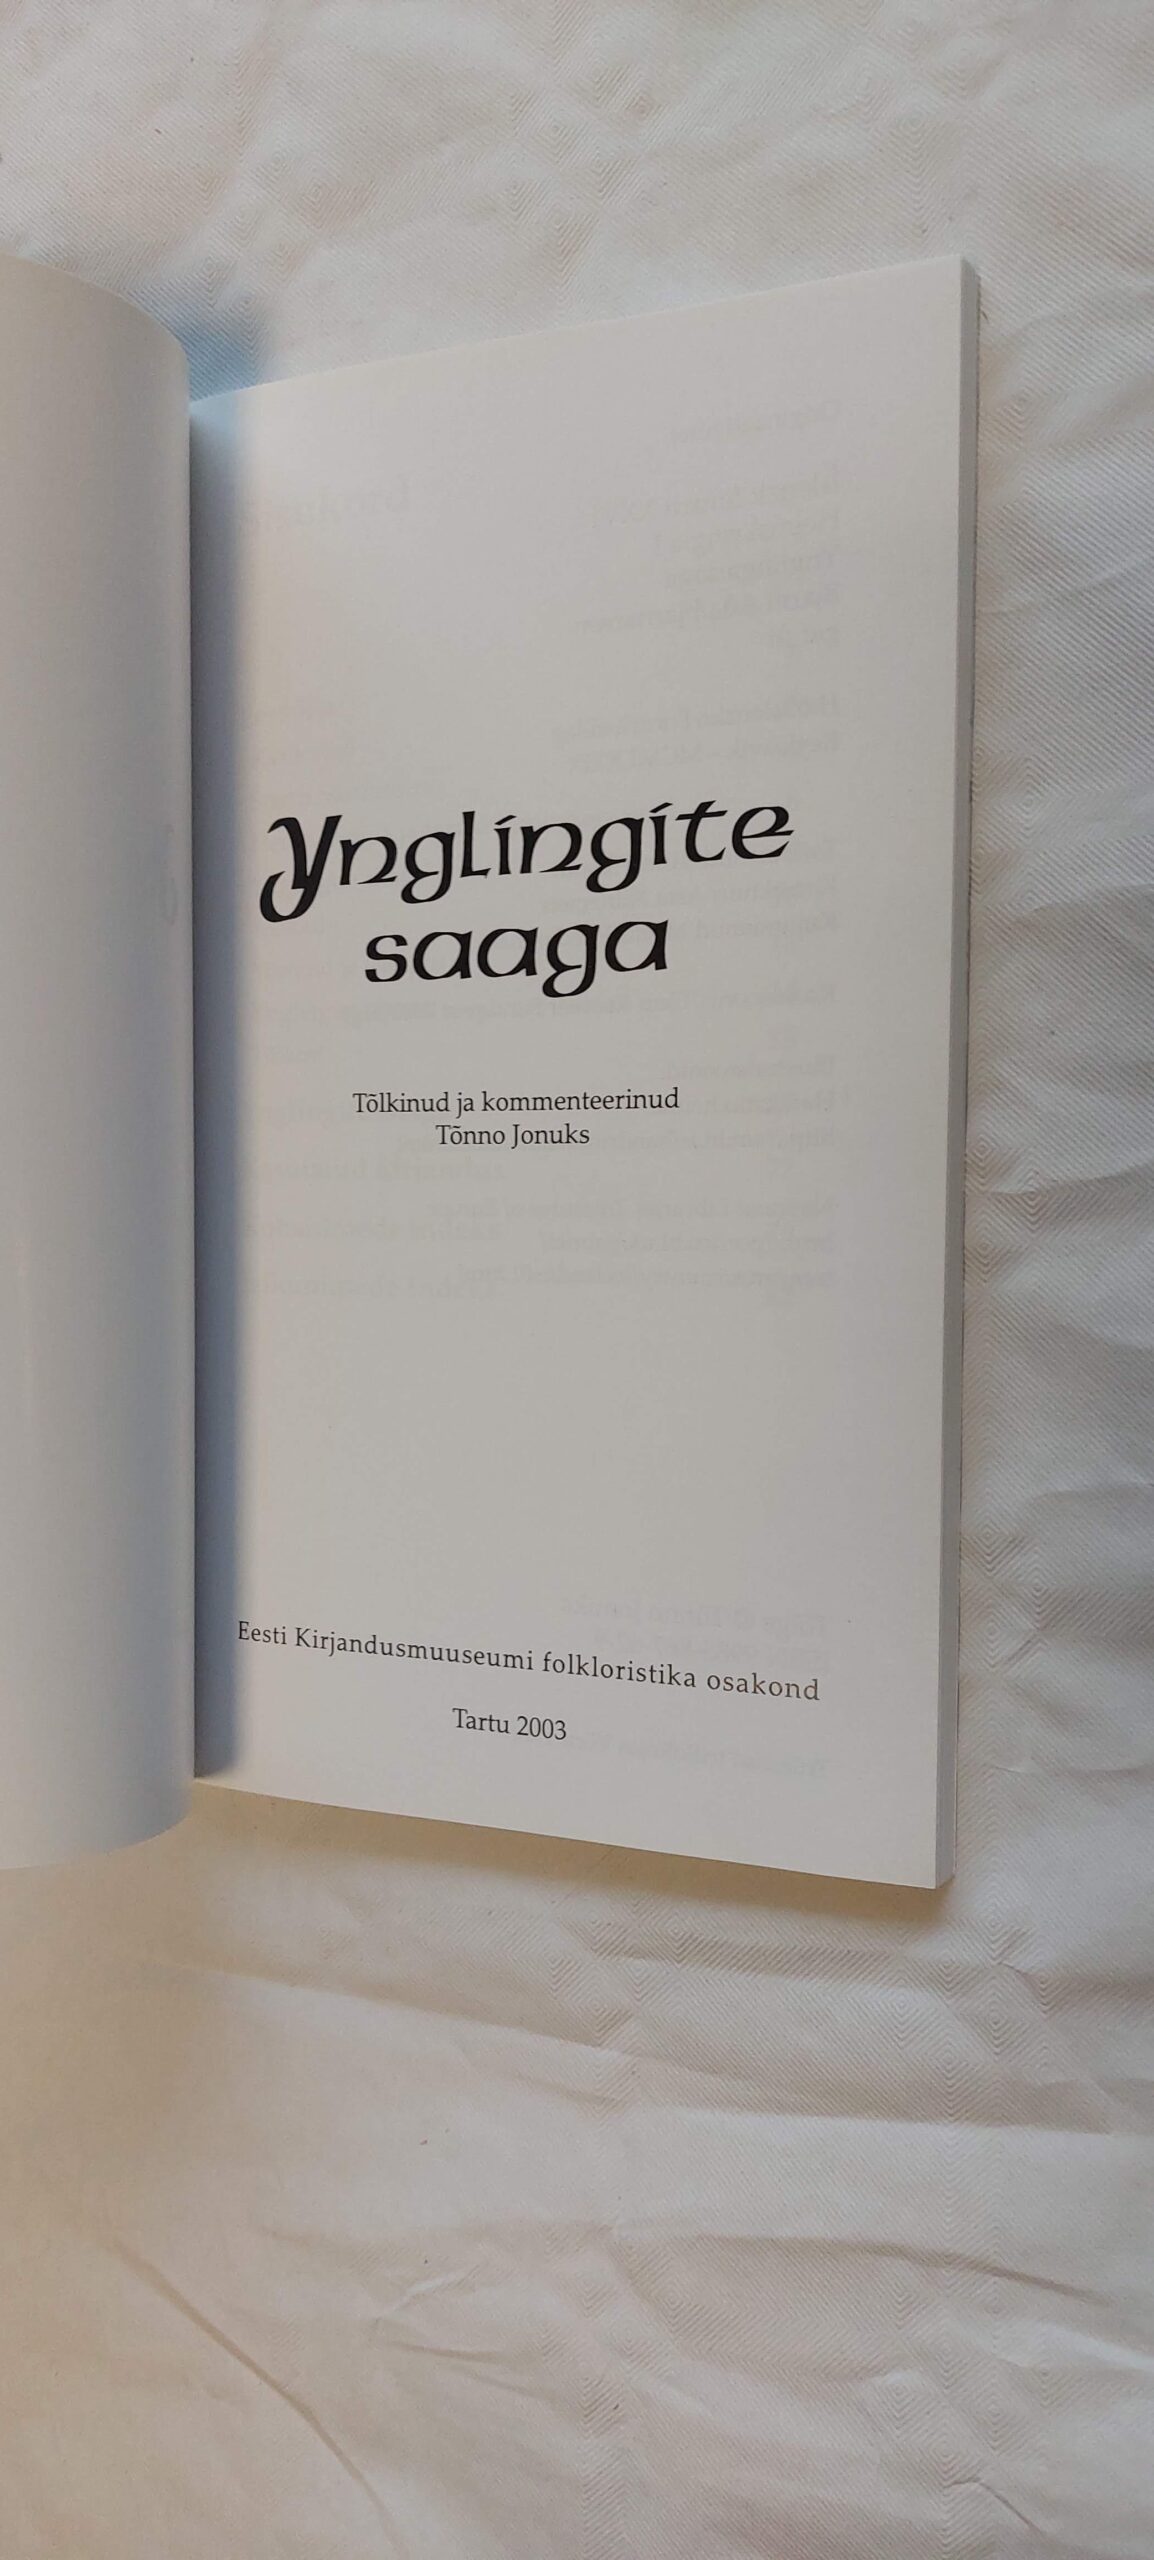 Ynglingite
saaga
Tõlkinud ja kommenteerinud
Tõnno Jonuks
Eesti Kirjandusmuuseumi folkloristika osakond
Tartu 2003